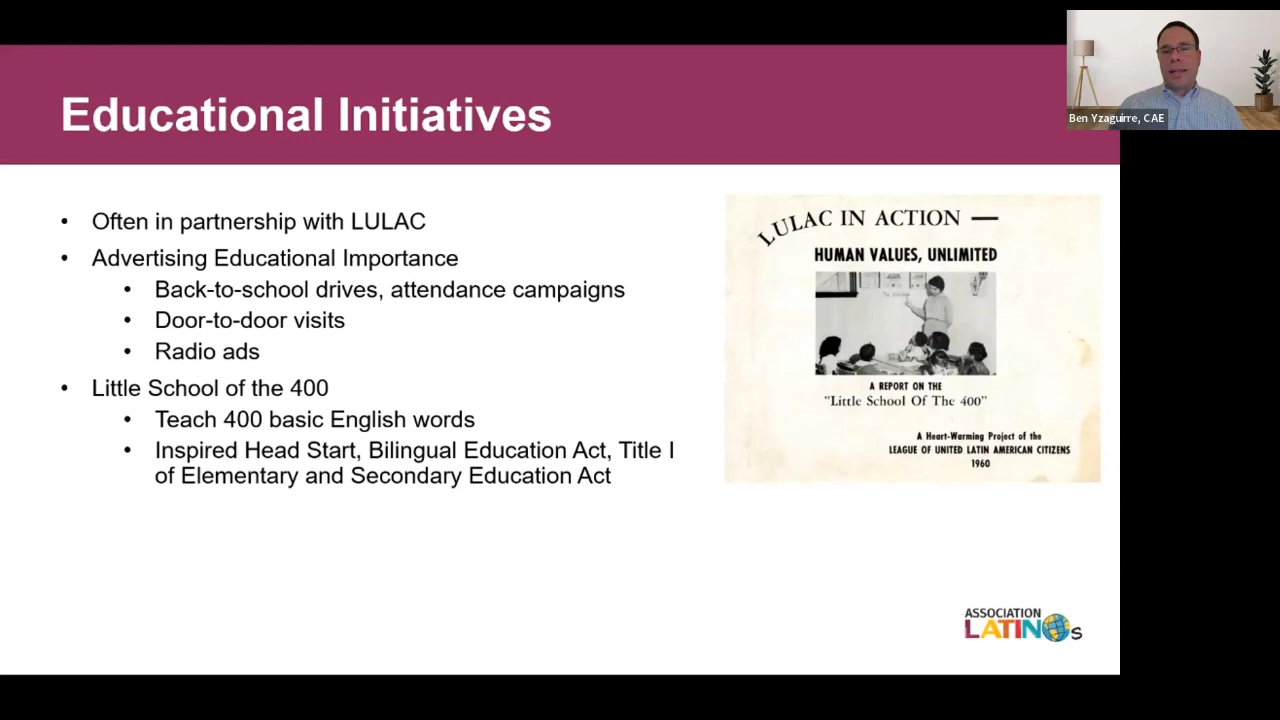 Educational Initiatives
Ben Yzaguirre, CAE
• Often in partnership with LULAC
• Advertising Educational Importance
• Back-to-school drives, attendance campaigns
• Door-to-door visits
• Radio ads
• Little School of the 400
• Teach 400 basic English words
• Inspired Head Start, Bilingual Education Act, Title I
of Elementary and Secondary Education Act
LULAC IN ACTION —
HUMAN VALUES, UNLIMITED
A REPORT ON THE
"Little School Of The 400"
A Heart-Warming Project of the
LEAGUE OF UNITED LATIN AMERICAN CITIZENS
1960
ASSOCIATION
LATINOs